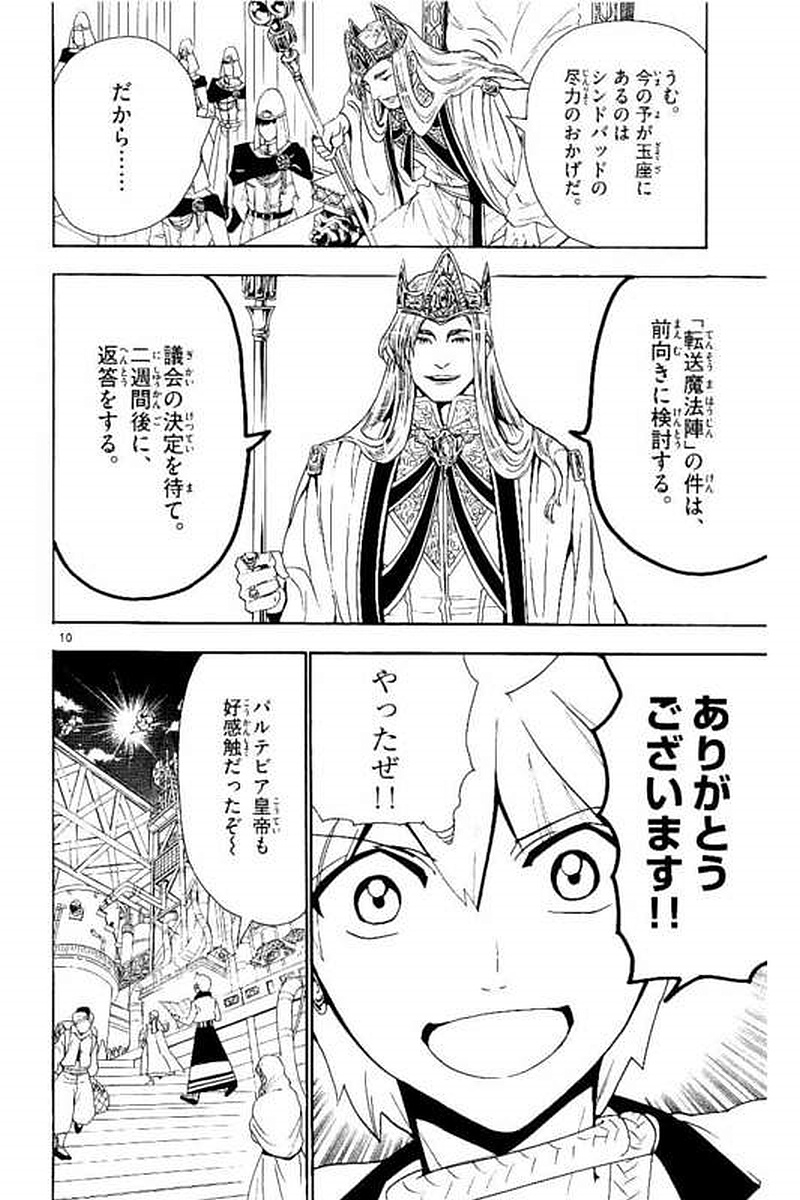 うむ。
今の予が玉座に
あるのは
シンドバッドの
尽力のおかげだ。
だから……
「転送魔法陣」の件は、
前向きに検討する。
議会の決定を待て。
二週間後に、
返答をする。
10
ありがとう
ございます!!
やったぜ!!
パルテビア皇帝も
好感触だったぞ〜